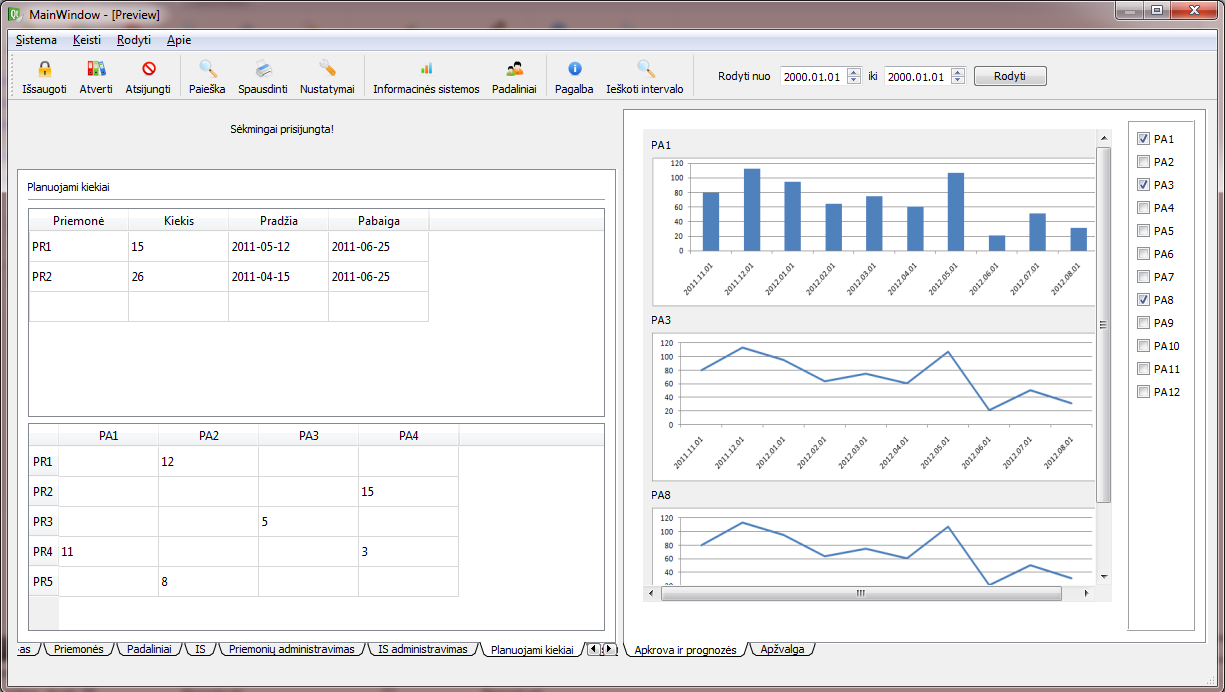 MainWindow - [Preview]
Sistema Keisti Rodyti Apie
Išsaugoti Atverti Atsijungti Paieška Spausdinti Nustatymai Informacinės sistemos Padaliniai Pagalba Ieškoti intervalo Rodyti nuo 2000.01.01 iki 2000.01.01 Rodyti
Sėkmingai prisijungta!
Planuojami kiekiai
Priemonė Kiekis Pradžia Pabaiga
PR1 15 2011-05-12 2011-06-25
PR2 26 2011-04-15 2011-06-25
PA1 PA2 PA3 PA4
PR1 12
PR2 15
PR3 5
PR4 11 3
PR5 8
PA1
120
100
80
60
40
20
0
2011.11.01 2011.12.01 2012.01.01 2012.02.01 2012.03.01 2012.04.01 2012.05.01 2012.06.01 2012.07.01 2012.08.01
PA3
120
100
80
60
40
20
0
2011.11.01 2011.12.01 2012.01.01 2012.02.01 2012.03.01 2012.04.01 2012.05.01 2012.06.01 2012.07.01 2012.08.01
PA8
120
100
80
60
40
20
PA1
PA2
PA3
PA4
PA5
PA6
PA7
PA8
PA9
PA10
PA11
PA12
Priemonės Padaliniai IS Priemonių administravimas IS administravimas Planuojami kiekiai
Apkrova ir prognozės Apžvalga